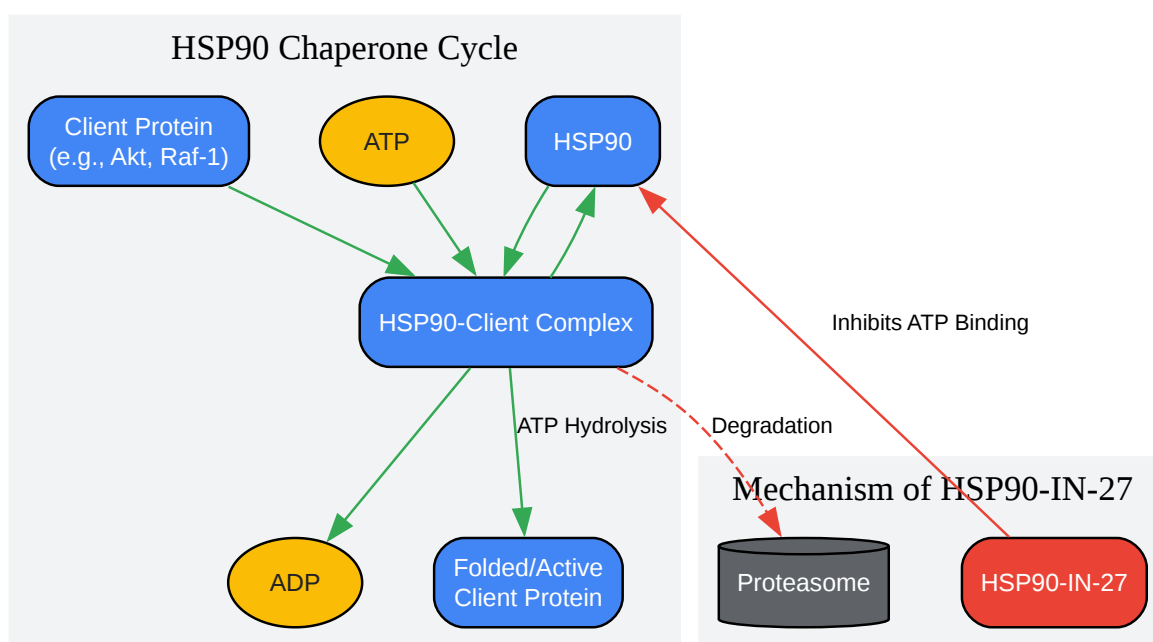 HSP90 Chaperone Cycle
Client Protein
(e.g., Akt, Raf-1)
ATP
HSP90
HSP90-Client Complex
Inhibits ATP Binding
ATP Hydrolysis
Degradation
Mechanism of HSP90-IN-27
ADP
Folded/Active
Client Protein
Proteasome
HSP90-IN-27